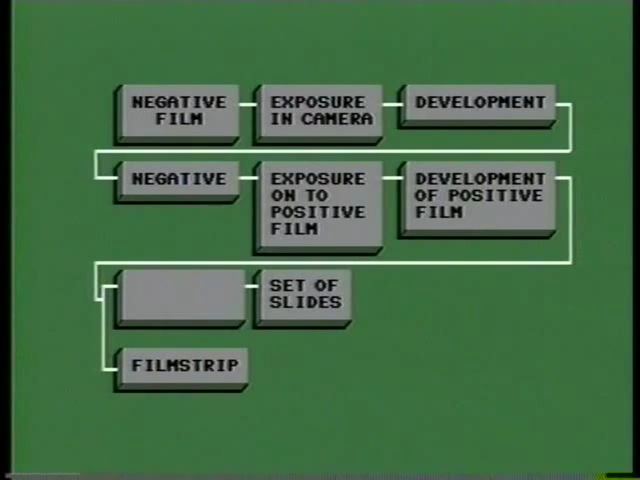 NEGATIVE
FILM
EXPOSURE
IN CAMERA
DEVELOPMENT
NEGATIVE
EXPOSURE
ON TO
POSITIVE
FILM
DEVELOPMENT
OF POSITIVE
FILM
SET OF
SLIDES
FILMSTRIP